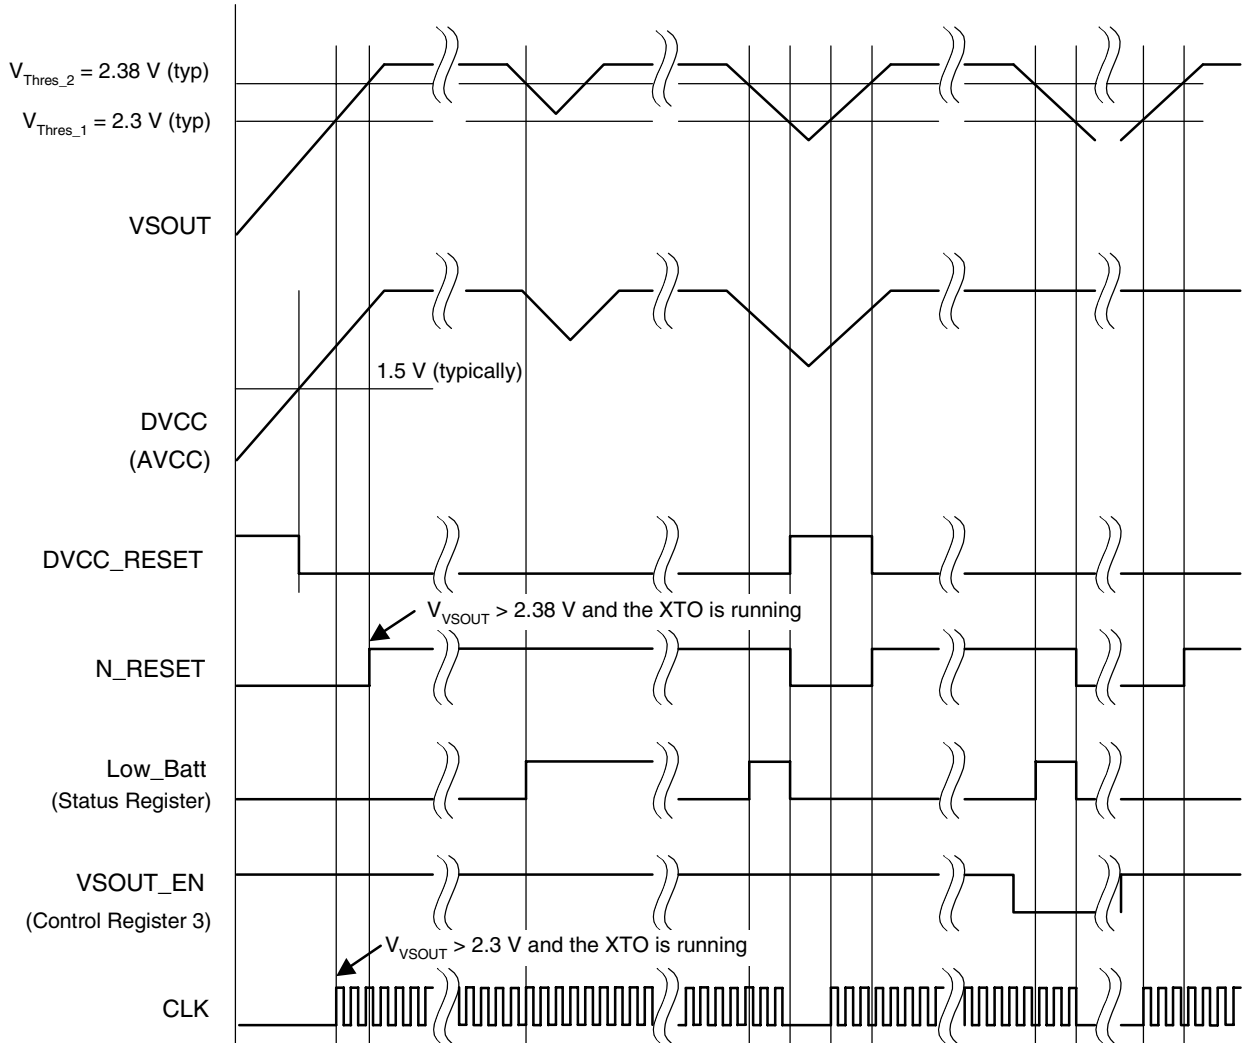 V_Thres_2 = 2.38 V (typ)
V_Thres_1 = 2.3 V (typ)
VSOUT
1.5 V (typically)
DVCC
(AVCC)
DVCC_RESET
V_VSOUT > 2.38 V and the XTO is running
N_RESET
Low_Batt
(Status Register)
VSOUT_EN
(Control Register 3)
V_VSOUT > 2.3 V and the XTO is running
CLK